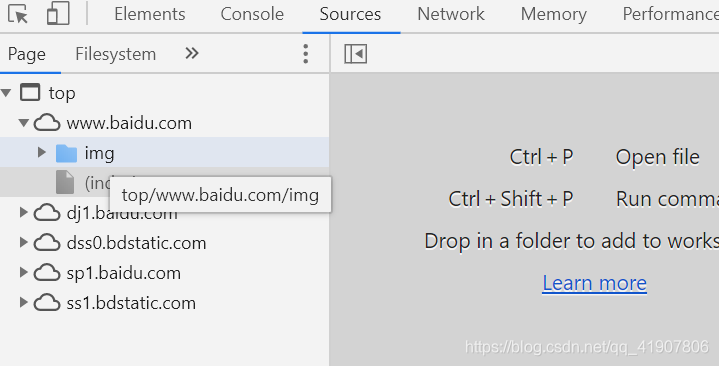 Elements Console Sources Network Memory Performance
Page Filesystem »
top
www.baidu.com
img
top/www.baidu.com/img
dj1.baidu.com
dss0.bdstatic.com
sp1.baidu.com
ss1.bdstatic.com
Ctrl + P Open file
Ctrl + Shift + P Run comma
Drop in a folder to add to works
Learn more
https://blog.csdn.net/qq_41907806